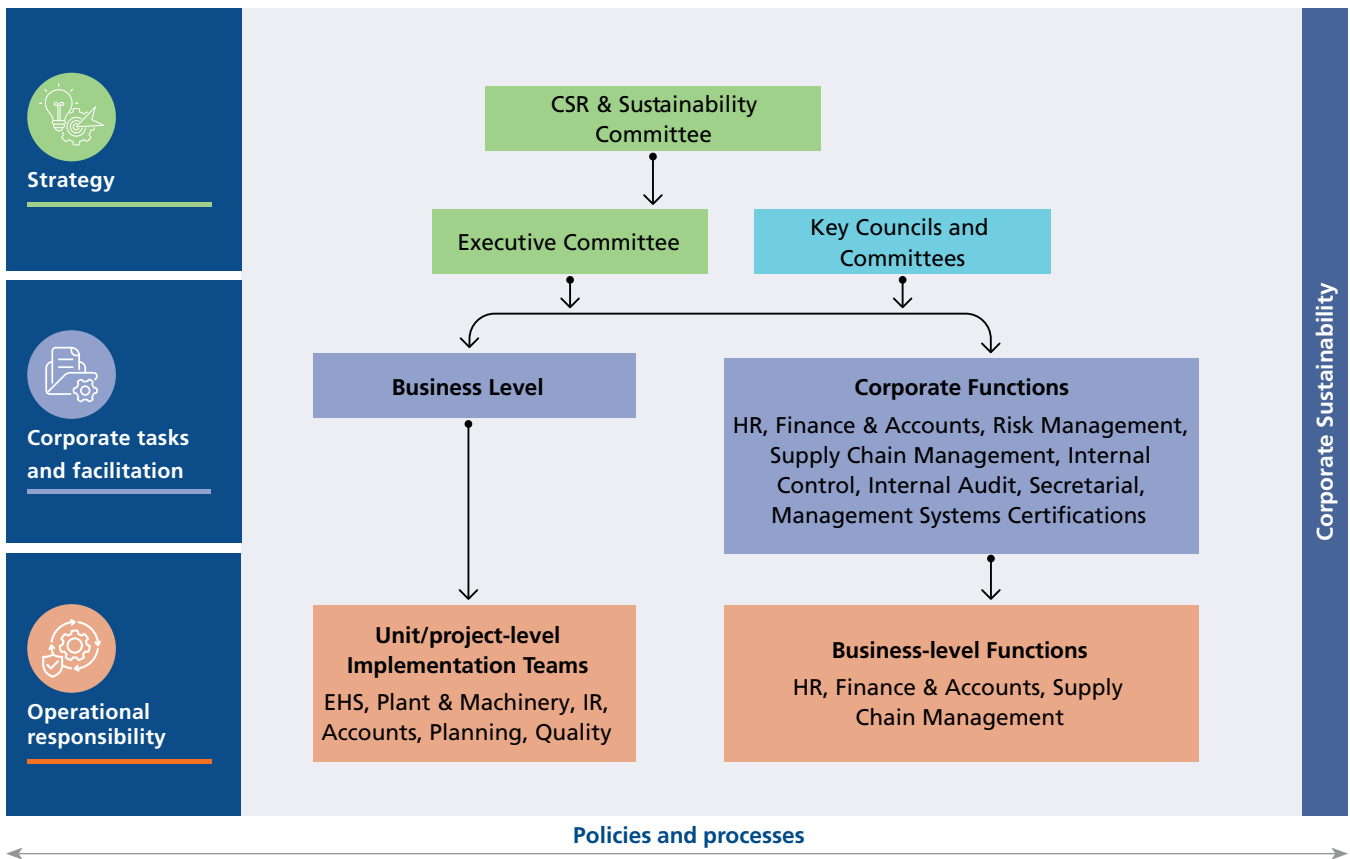 Strategy
CSR & Sustainability
Committee
Executive Committee
Key Councils and
Committees
Corporate tasks
and facilitation
Business Level
Corporate Functions
HR, Finance & Accounts, Risk Management,
Supply Chain Management, Internal
Control, Internal Audit, Secretarial,
Management Systems Certifications
Operational
responsibility
Unit/project-level
Implementation Teams
EHS, Plant & Machinery, IR,
Accounts, Planning, Quality
Business-level Functions
HR, Finance & Accounts, Supply
Chain Management
Corporate Sustainability
Policies and processes